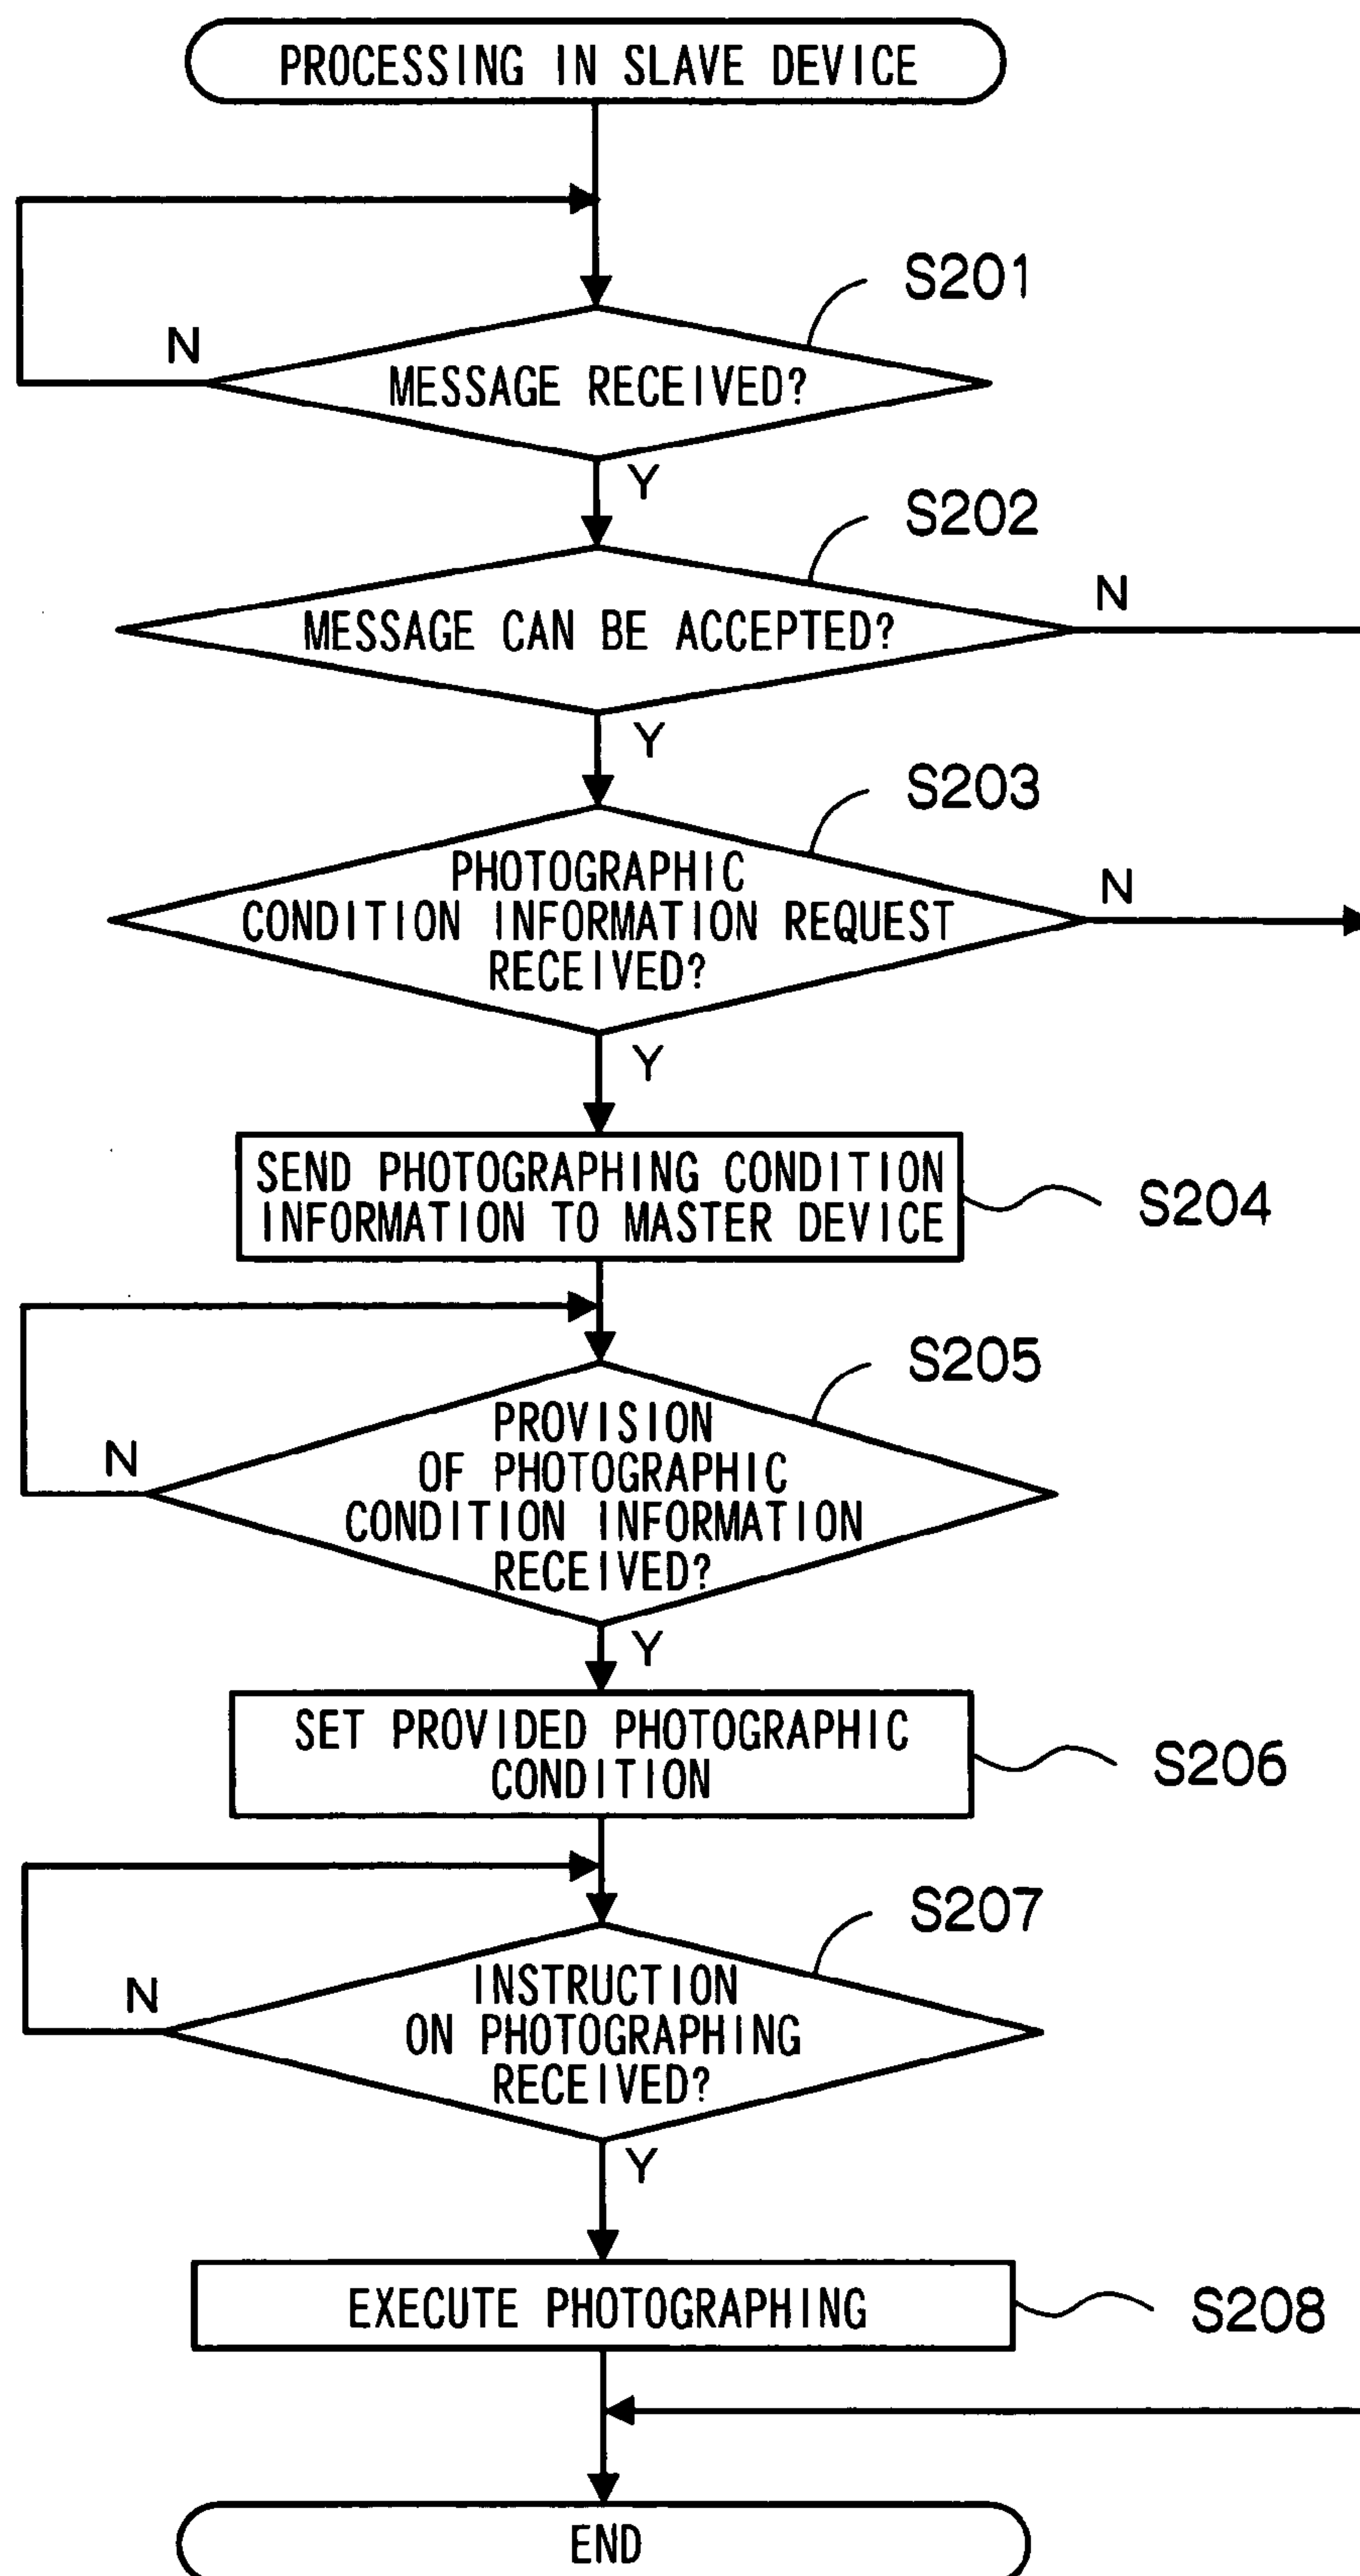 PROCESSING IN SLAVE DEVICE
S201
N
MESSAGE RECEIVED?
Y
S202
N
MESSAGE CAN BE ACCEPTED?
Y
S203
N
PHOTOGRAPHIC
CONDITION INFORMATION REQUEST
RECEIVED?
Y
SEND PHOTOGRAPHING CONDITION
INFORMATION TO MASTER DEVICE
S204
S205
N
PROVISION
OF PHOTOGRAPHIC
CONDITION INFORMATION
RECEIVED?
Y
SET PROVIDED PHOTOGRAPHIC
CONDITION
S206
S207
N
INSTRUCTION
ON PHOTOGRAPHING
RECEIVED?
Y
EXECUTE PHOTOGRAPHING
S208
END